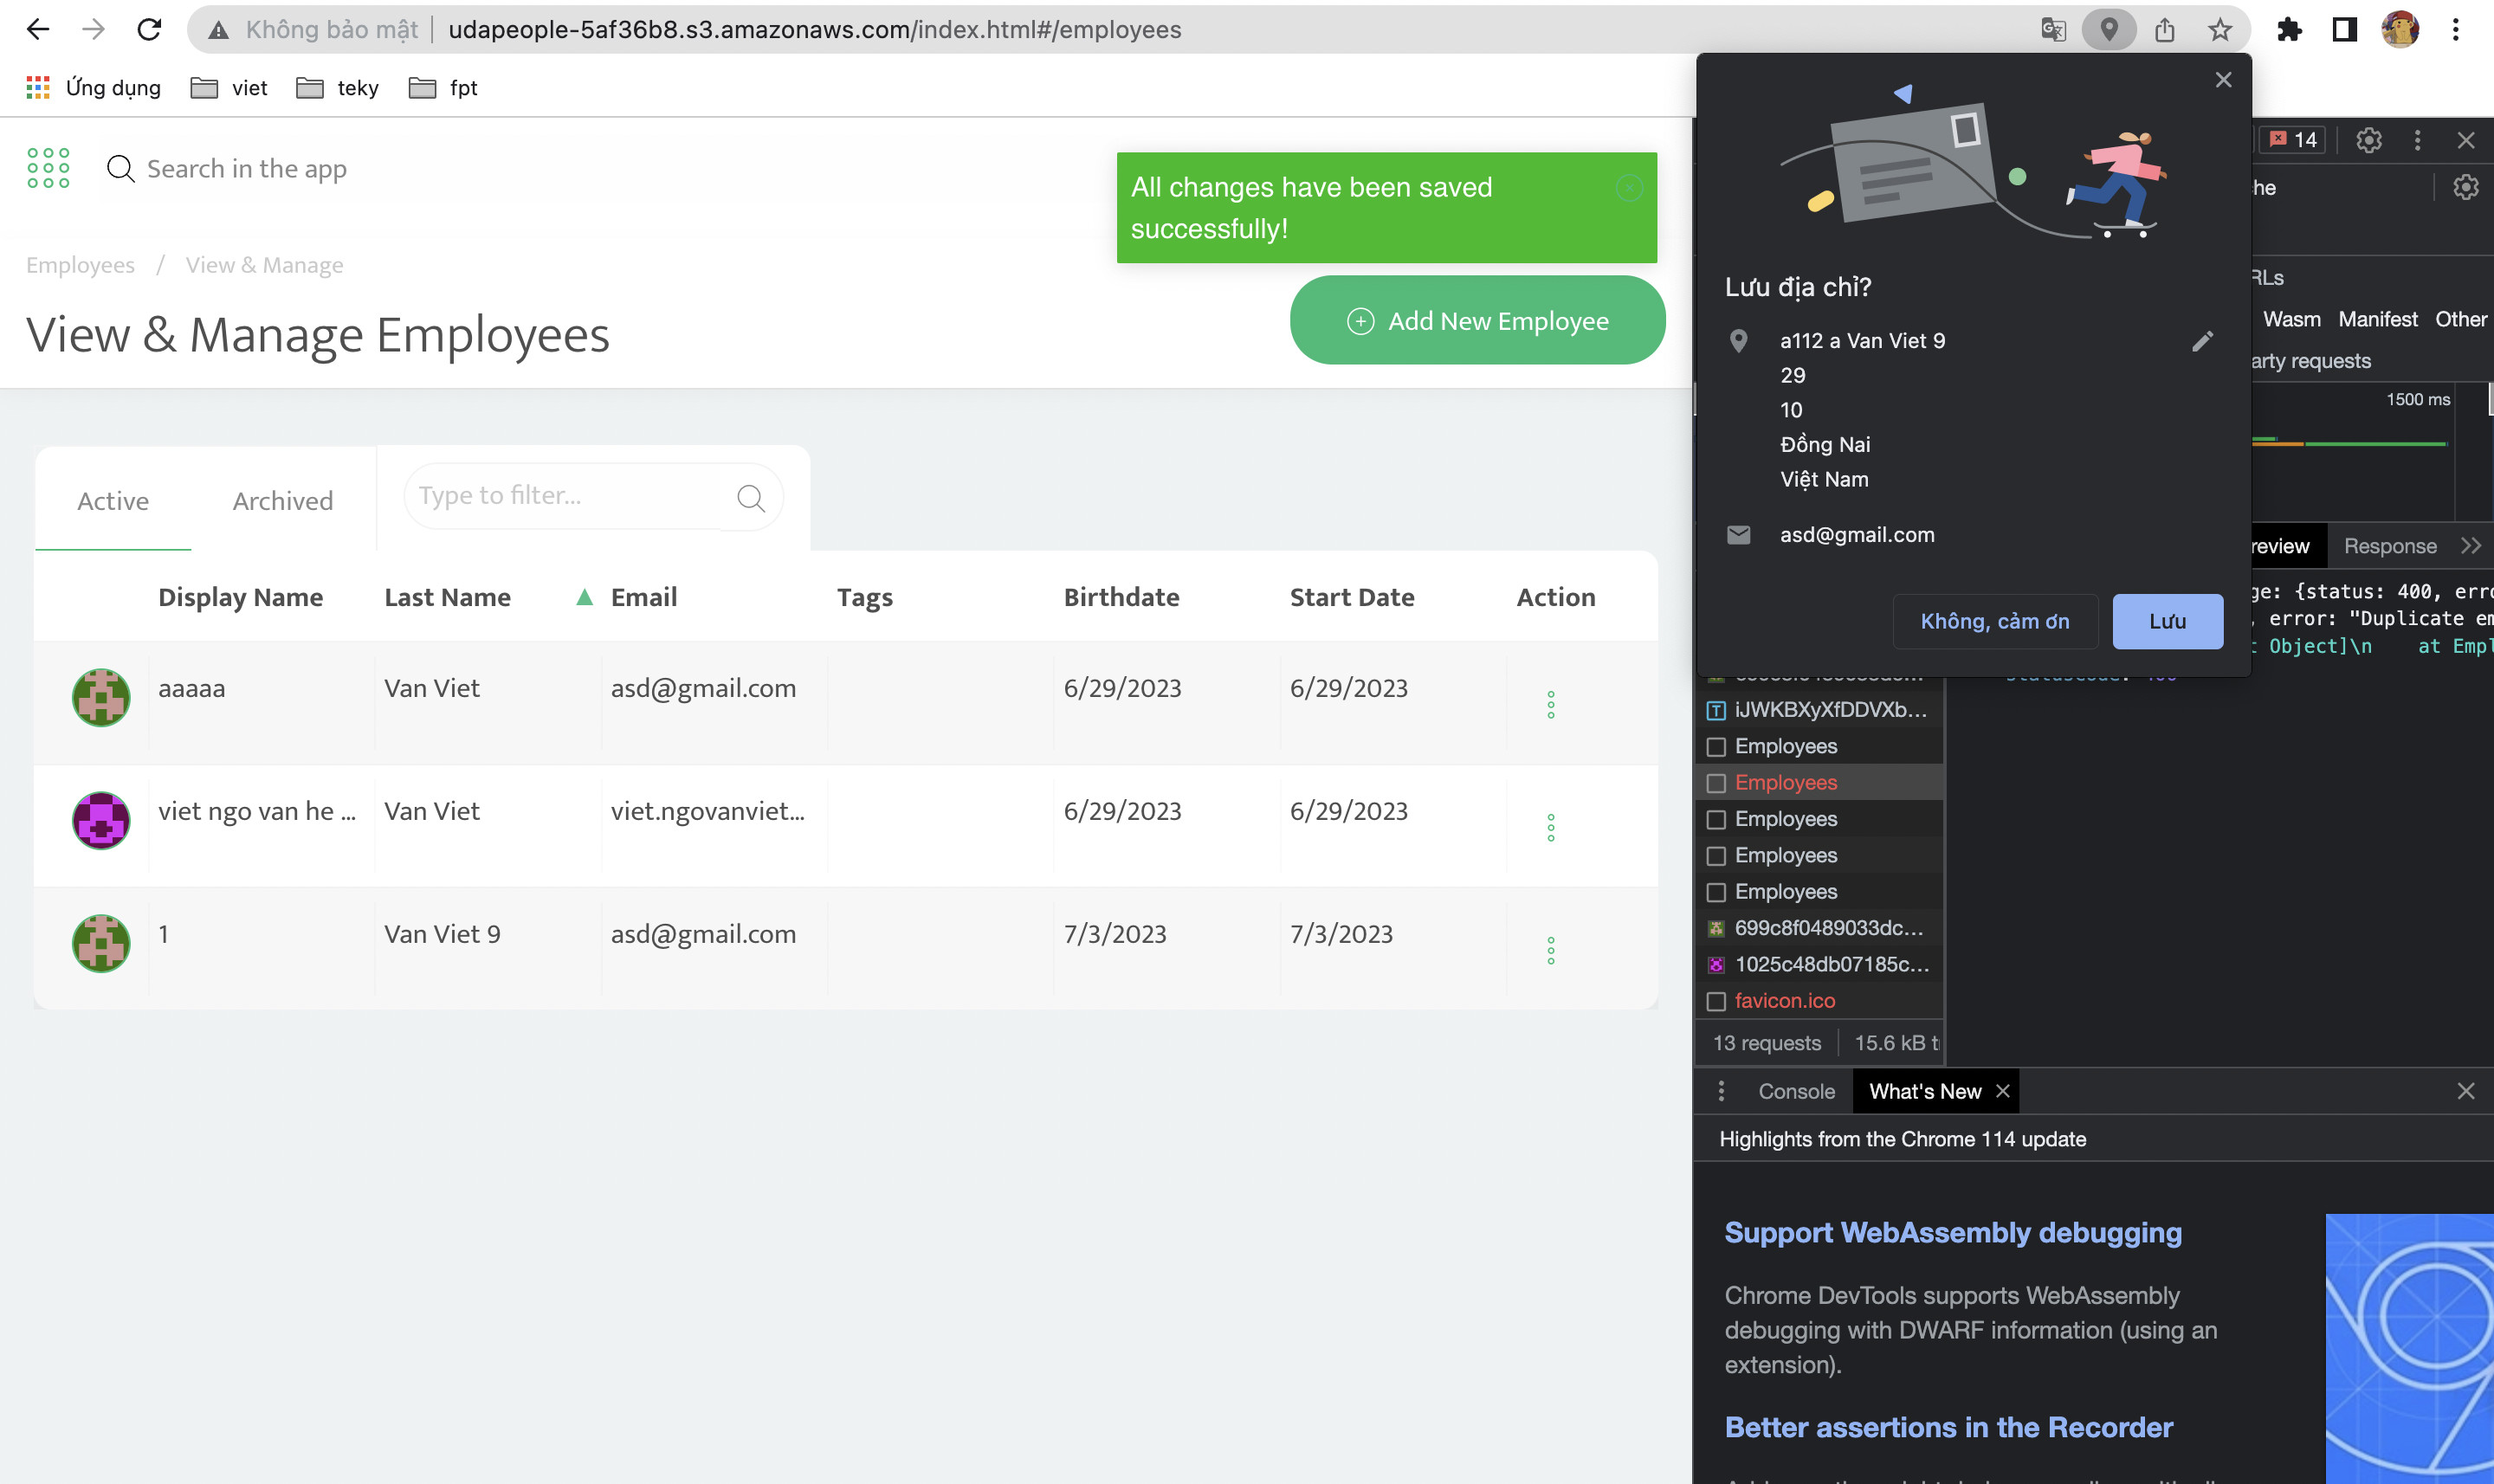 Không bảo mật
udapeople-5af36b8.s3.amazonaws.com/index.html#/employees
Ứng dụng
viet
teky
fpt
Search in the app
All changes have been saved
successfully!
Employees / View & Manage
View & Manage Employees
Add New Employee
Active
Archived
Type to filter...
Display Name Last Name Email Tags Birthdate Start Date Action
aaaaa Van Viet asd@gmail.com 6/29/2023 6/29/2023
viet ngo van he ... Van Viet viet.ngovanviet... 6/29/2023 6/29/2023
1 Van Viet 9 asd@gmail.com 7/3/2023 7/3/2023
Lưu địa chỉ?
a112 a Van Viet 9
29
10
Đồng Nai
Việt Nam
asd@gmail.com
Không, cảm ơn
Lưu
14
Wasm Manifest Other
requests
1500 ms
Response
{status: 400,
error: "Duplicate
Object]\n at
iJWKBXyXfDDVXb...
Employees
Employees
Employees
Employees
Employees
699c8f0489033dc...
1025c48db07185c...
favicon.ico
13 requests
15.6 kB
Console
What's New
Highlights from the Chrome 114 update
Support WebAssembly debugging
Chrome DevTools supports WebAssembly
debugging with DWARF information (using an
extension).
Better assertions in the Recorder